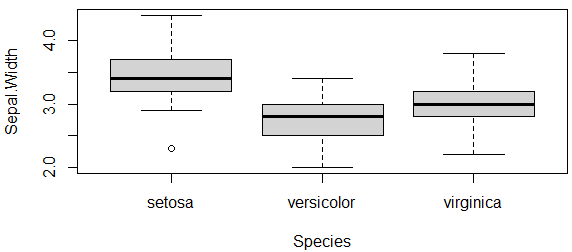 Sepal.Width
4.0
3.0
2.0
setosa versicolor virginica
Species